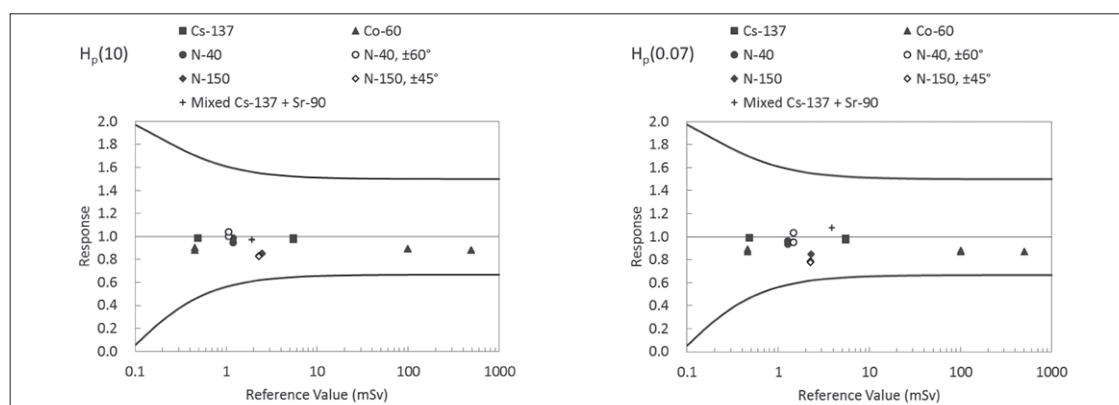 Hp(10)
Cs-137 Co-60
N-40 N-40, ±60°
N-150 N-150, ±45°
Mixed Cs-137 + Sr-90
Response
2.0
1.8
1.6
1.4
1.2
1.0
0.8
0.6
0.4
0.2
0.0
0.1 1 10 100 1000
Reference Value (mSv)
Hp(0.07)
Cs-137 Co-60
N-40 N-40, ±60°
N-150 N-150, ±45°
Mixed Cs-137 + Sr-90
Response
2.0
1.8
1.6
1.4
1.2
1.0
0.8
0.6
0.4
0.2
0.0
0.1 1 10 100 1000
Reference Value (mSv)